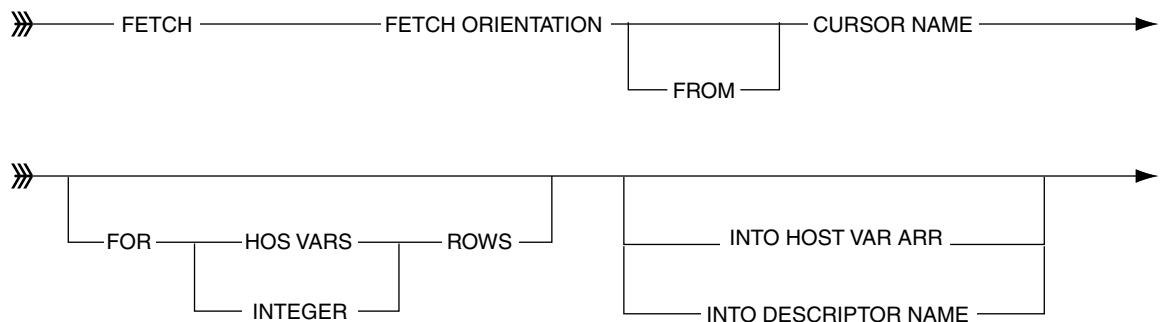 FETCH FETCH ORIENTATION CURSOR NAME
FROM
FOR HOS VARS ROWS INTO HOST VAR ARR
INTEGER INTO DESCRIPTOR NAME